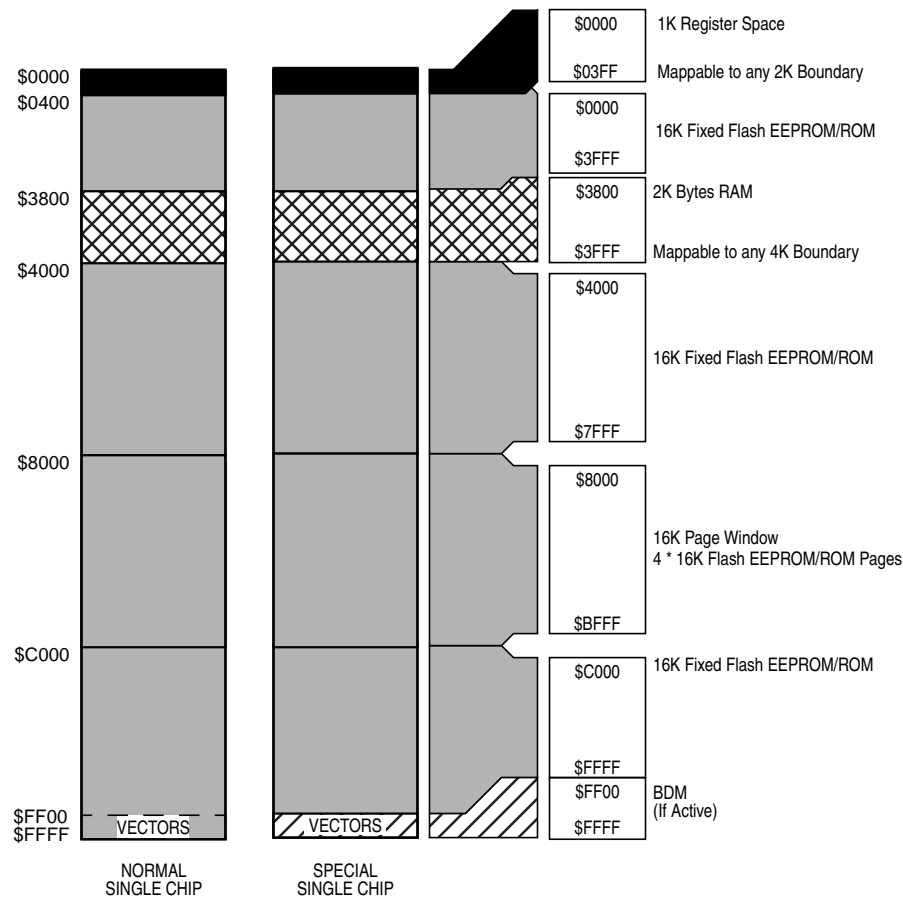 $0000
$0400
$3800
$4000
$8000
$C000
$FF00
$FFFF
VECTORS
NORMAL
SINGLE CHIP
VECTORS
SPECIAL
SINGLE CHIP
$0000
1K Register Space
$03FF
Mappable to any 2K Boundary
$0000
16K Fixed Flash EEPROM/ROM
$3FFF
$3800
2K Bytes RAM
$3FFF
Mappable to any 4K Boundary
$4000
16K Fixed Flash EEPROM/ROM
$7FFF
$8000
16K Page Window
4 * 16K Flash EEPROM/ROM Pages
$BFFF
16K Fixed Flash EEPROM/ROM
$C000
$FFFF
$FF00
BDM
(If Active)
$FFFF